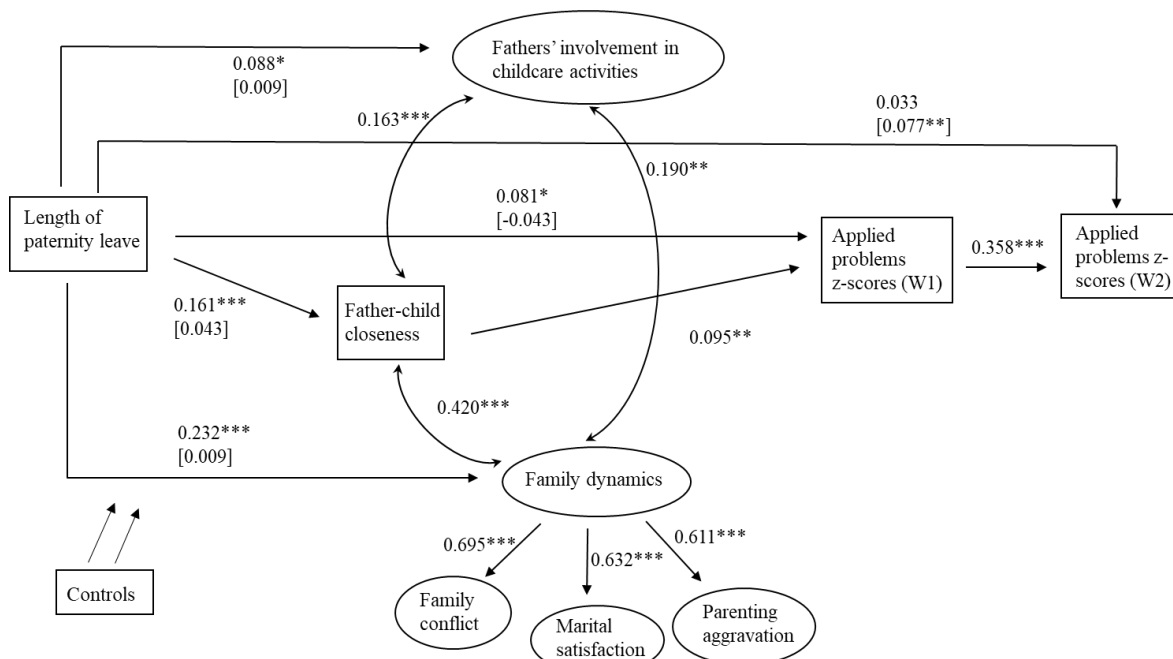 Fathers' involvement in
childcare activities
0.088*
[0.009]
0.163***
0.033
[0.077**]
0.190**
Length of
paternity leave
0.081*
[-0.043]
Applied
problems
z-scores (W1)
0.358***
Applied
problems z-
scores (W2)
0.161***
[0.043]
Father-child
closeness
0.095**
0.420***
0.232***
[0.009]
Family dynamics
0.695***
0.632***
0.611***
Controls
Family
conflict
Marital
satisfaction
Parenting
aggravation